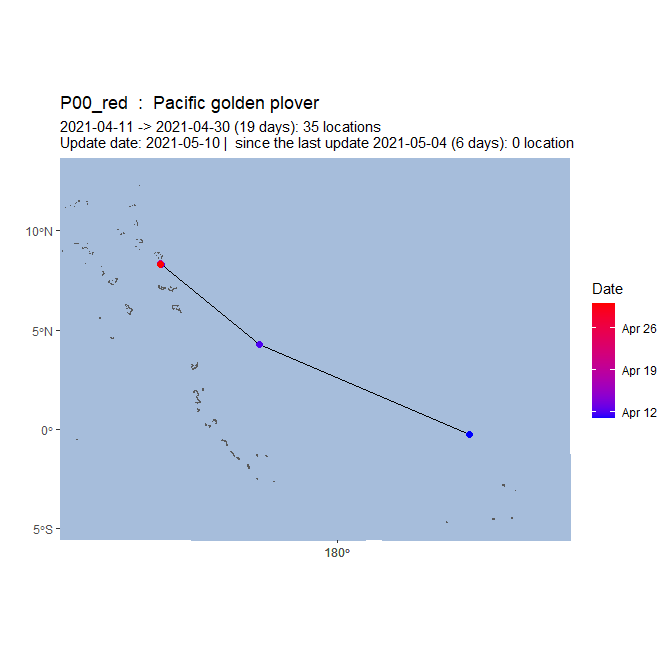 P00_red  :  Pacific golden plover
2021-04-11 -> 2021-04-30 (19 days): 35 locations
Update date: 2021-05-10 |  since the last update 2021-05-04 (6 days): 0 location
10°N
5°N
0°
5°S
180°
Date
Apr 26
Apr 19
Apr 12